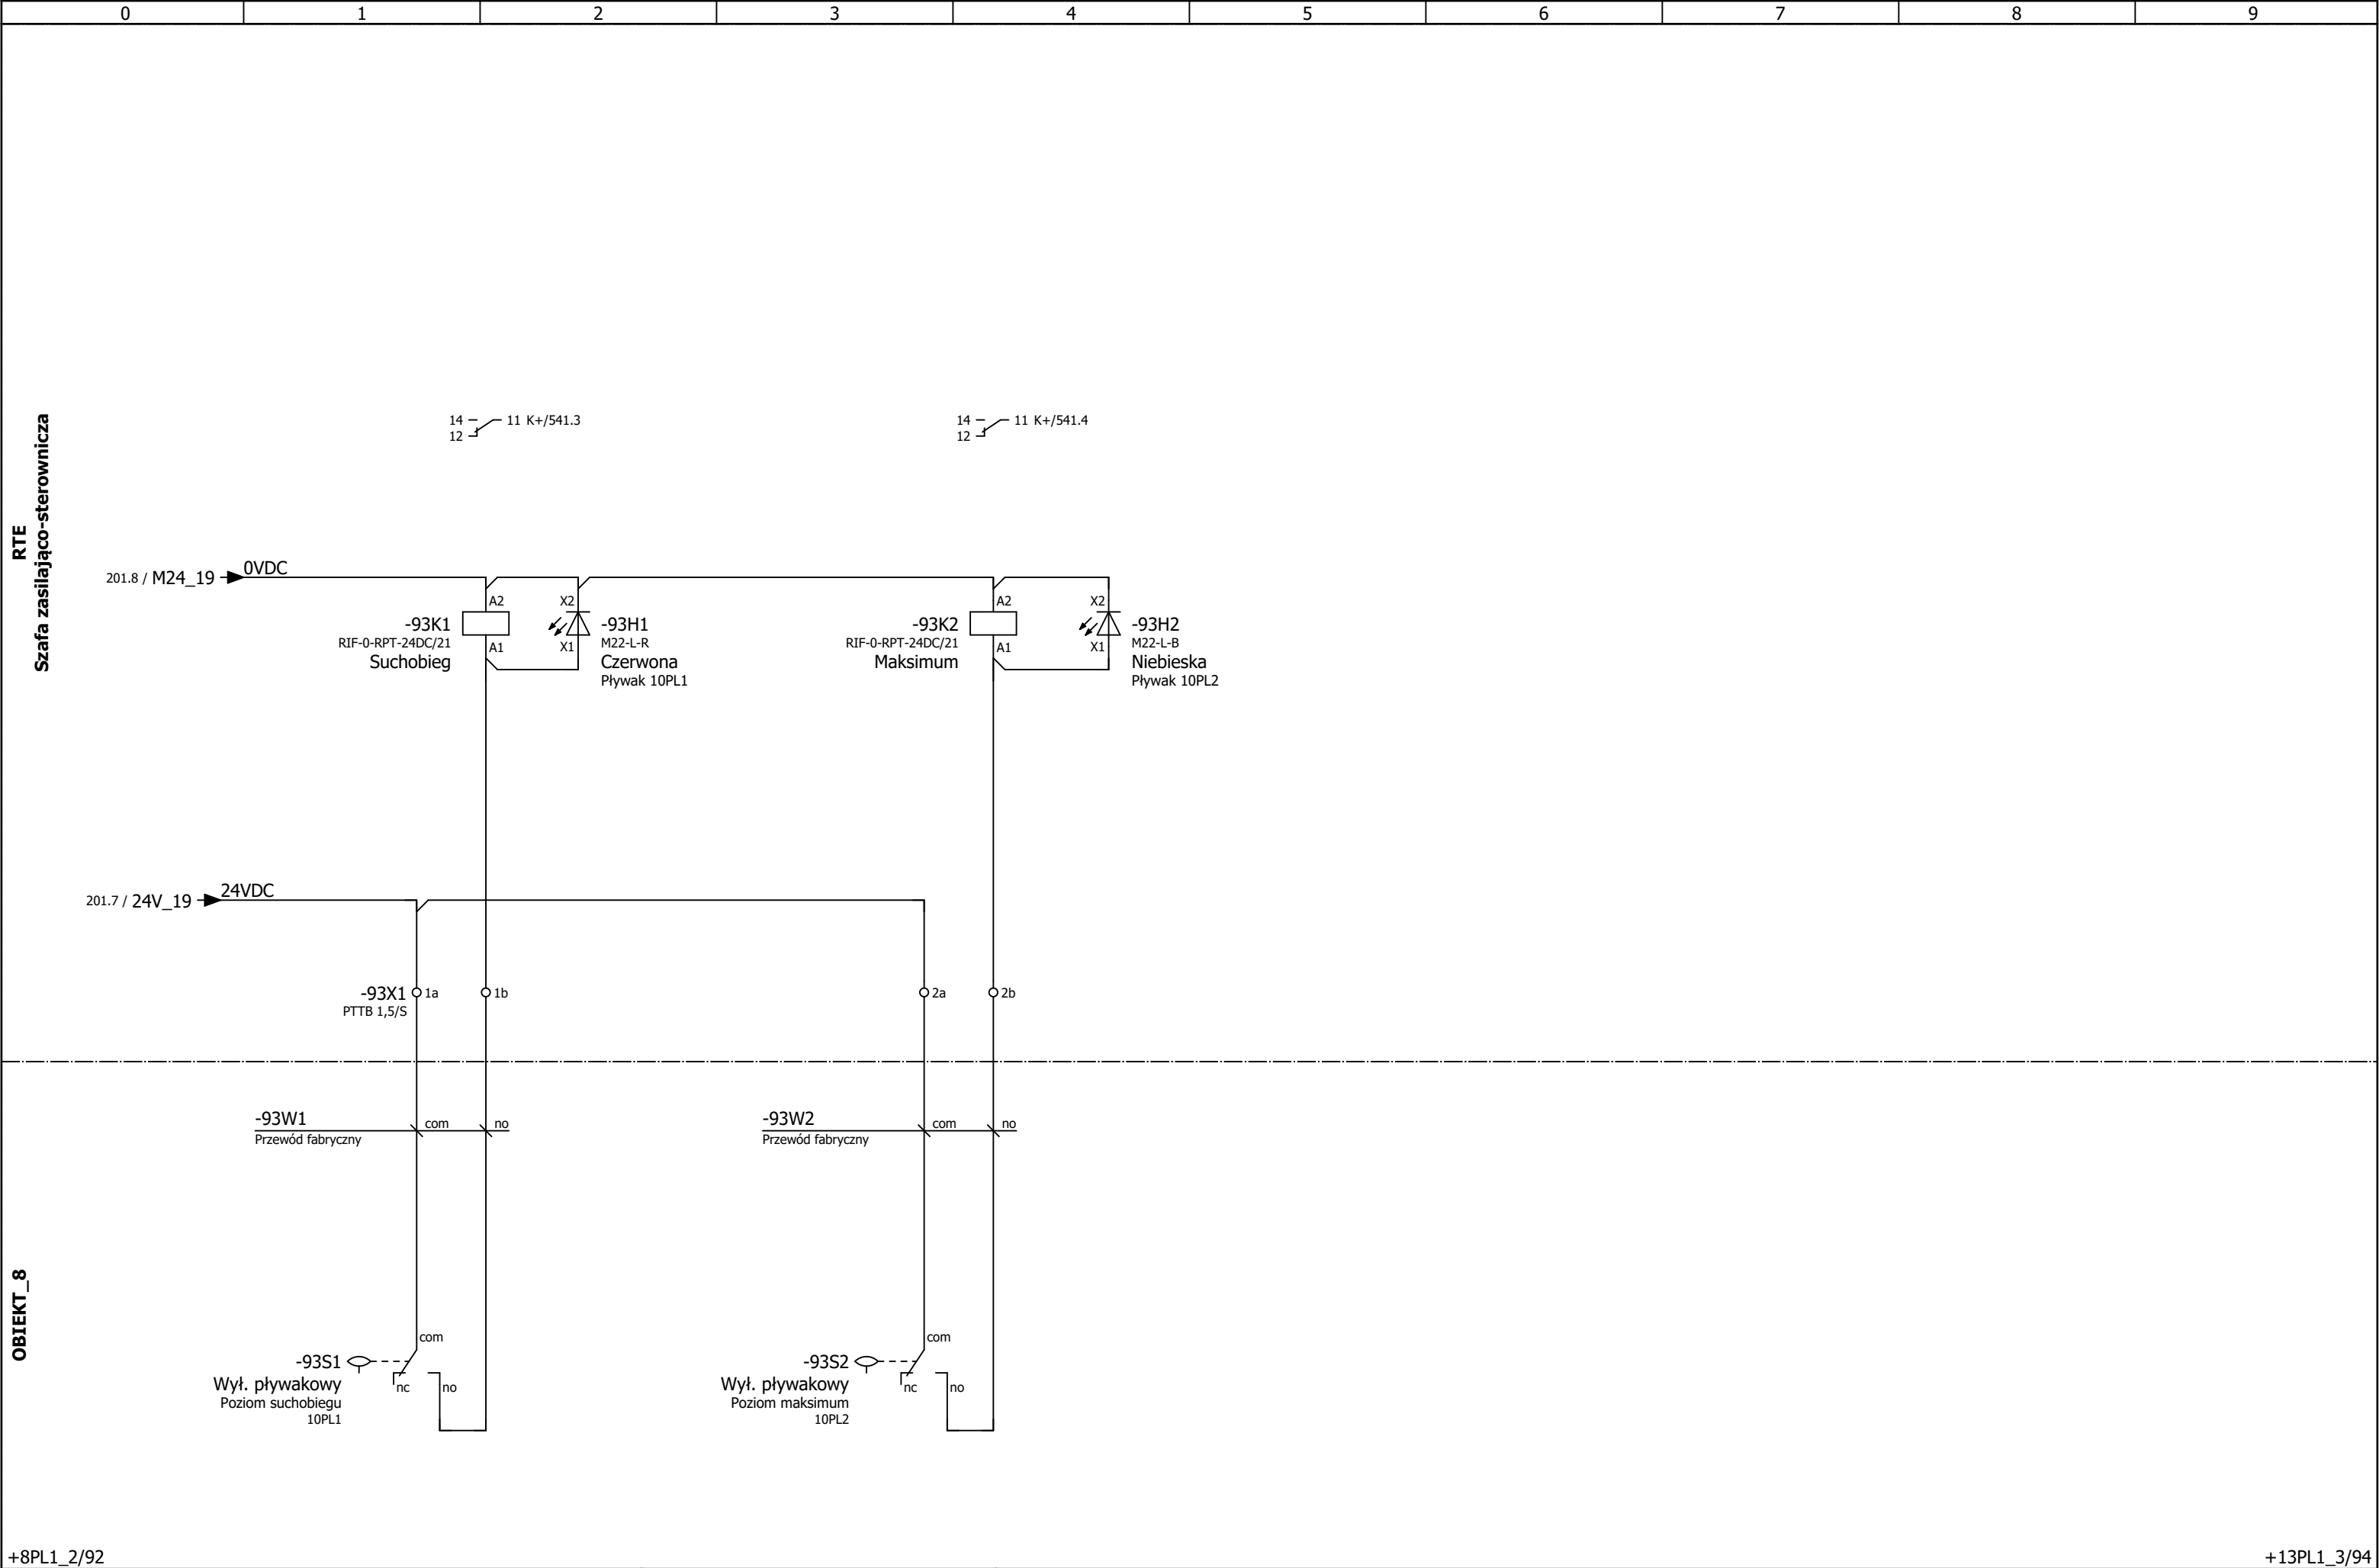 0 1 2 3 4 5 6 7 8 9
RTE
Szafa zasilająco-sterownicza
14 11 K+/541.3
12
14 11 K+/541.4
12
201.8 / M24_19 0VDC
A2 X2
-93K1
RIF-0-RPT-24DC/21
Suchobieg
A1 X1
-93H1
M22-L-R
Czerwona
Pływak 10PL1
A2 X2
-93K2
RIF-0-RPT-24DC/21
Maksimum
A1 X1
-93H2
M22-L-B
Niebieska
Pływak 10PL2
201.7 / 24V_19 24VDC
-93X1 1a 1b 2a 2b
PTTB 1,5/S
OBIEKT_8
-93W1 com no
Przewód fabryczny
-93W2 com no
Przewód fabryczny
com
-93S1
Wył. pływakowy
nc no
Poziom suchobiegu
10PL1
com
-93S2
Wył. pływakowy
nc no
Poziom maksimum
10PL2
+8PL1_2/92
+13PL1_3/94